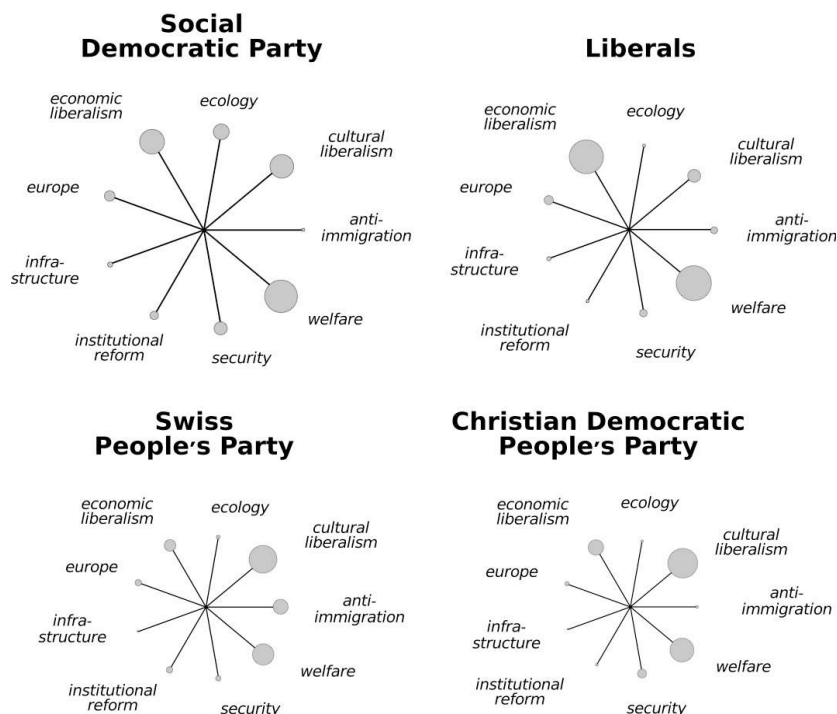 Social
Democratic Party
economic
liberalism
ecology
cultural
liberalism
europe
anti-
immigration
infra-
structure
institutional
reform
security
welfare
Liberals
economic
liberalism
ecology
cultural
liberalism
europe
anti-
immigration
infra-
structure
institutional
reform
security
welfare
Swiss
People's Party
economic
liberalism
ecology
cultural
liberalism
europe
anti-
immigration
infra-
structure
institutional
reform
security
welfare
Christian Democratic
People's Party
economic
liberalism
ecology
cultural
liberalism
europe
anti-
immigration
infra-
structure
institutional
reform
security
welfare